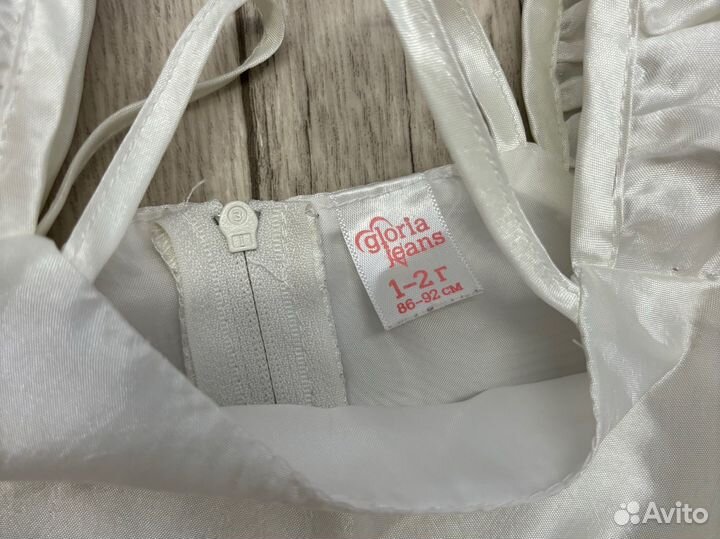 gloria
jeans
1-2 г
86-92 см
Avito